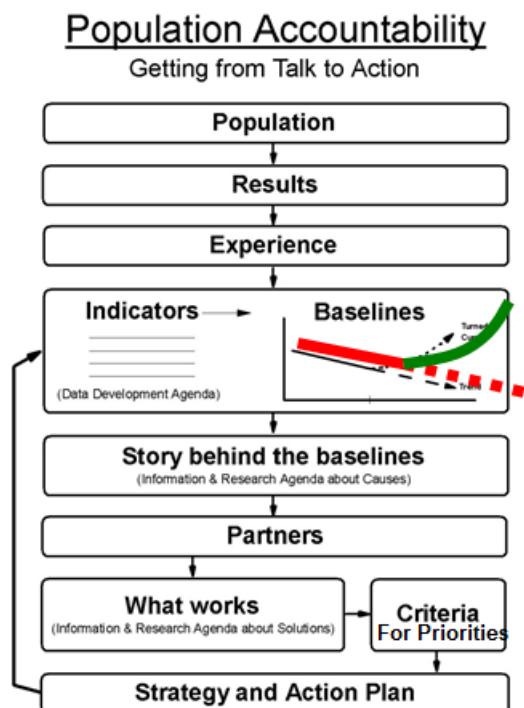 Population Accountability
Getting from Talk to Action
Population
Results
Experience
Indicators
Baselines
(Data Development Agenda)
Turned
Trend
Story behind the baselines
(Information & Research Agenda about Causes)
Partners
What works
(Information & Research Agenda about Solutions)
Criteria
For Priorities
Strategy and Action Plan